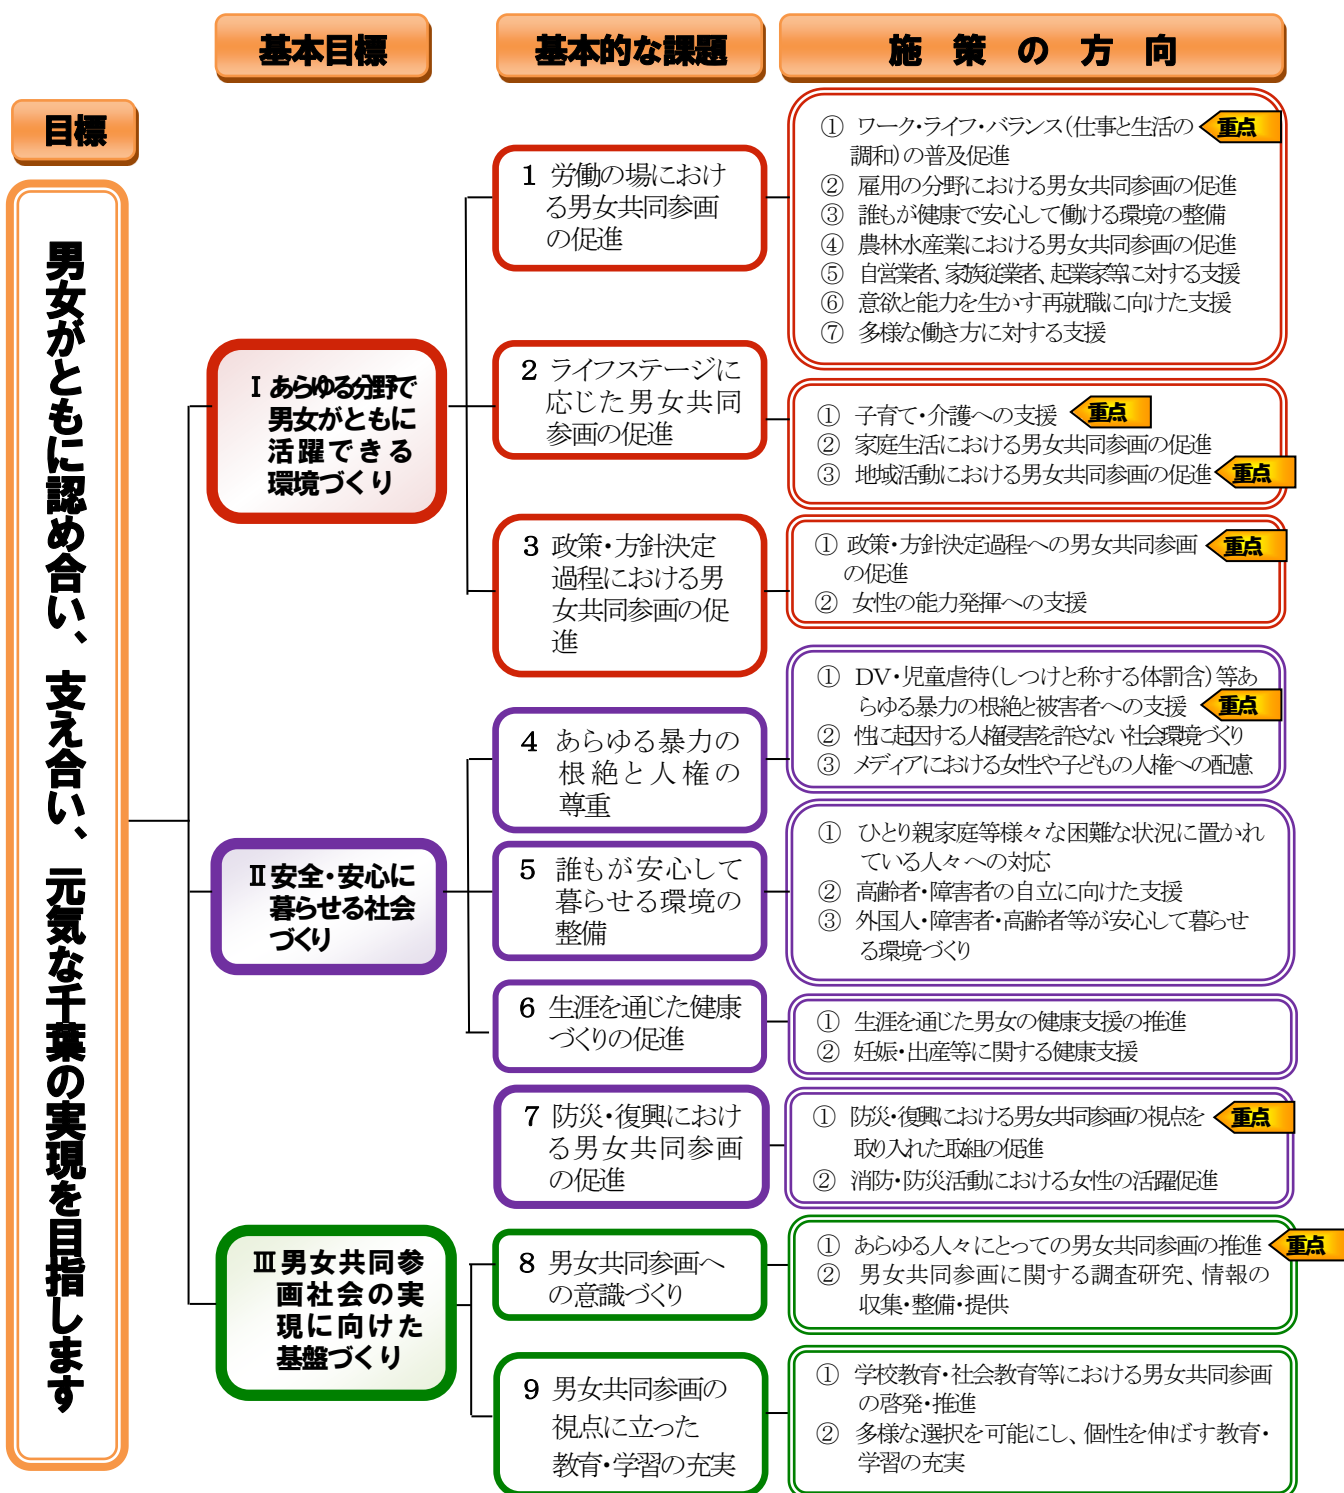 基本目標
基本的な課題
施策の方向
目標
男女がともに認め合い、支え合い、元気な千葉の実現を目指します
Ⅰ あらゆる分野で
男女がともに
活躍できる
環境づくり
1 労働の場におけ
る男女共同参画
の促進
① ワーク・ライフ・バランス(仕事と生活の
調和)の普及促進
重点
② 雇用の分野における男女共同参画の促進
③ 誰もが健康で安心して働ける環境の整備
④ 農林水産業における男女共同参画の促進
⑤ 自営業者、家族従業者、起業家等に対する支援
⑥ 意欲と能力を生かす再就職に向けた支援
⑦ 多様な働き方に対する支援
2 ライフステージに
応じた男女共同
参画の促進
① 子育て・介護への支援
重点
② 家庭生活における男女共同参画の促進
③ 地域活動における男女共同参画の促進
重点
3 政策・方針決定
過程における男
女共同参画の促
進
① 政策・方針決定過程への男女共同参画
の促進
重点
② 女性の能力発揮への支援
Ⅱ 安全・安心に
暮らせる社会
づくり
4 あらゆる暴力の
根絶と人権の
尊重
① DV・児童虐待(しつけと称する体罰含)等あ
らゆる暴力の根絶と被害者への支援
重点
② 性に起因する人権侵害を許さない社会環境づくり
③ メディアにおける女性や子どもの人権への配慮
5 誰もが安心して
暮らせる環境の
整備
① ひとり親家庭等様々な困難な状況に置かれ
ている人々への対応
② 高齢者・障害者の自立に向けた支援
③ 外国人・障害者・高齢者等が安心して暮らせ
る環境づくり
6 生涯を通じた健康
づくりの促進
① 生涯を通じた男女の健康支援の推進
② 妊娠・出産等に関する健康支援
7 防災・復興におけ
る男女共同参画
の促進
① 防災・復興における男女共同参画の視点を
取り入れた取組の促進
重点
② 消防・防災活動における女性の活躍促進
Ⅲ 男女共同参
画社会の実
現に向けた
基盤づくり
8 男女共同参画へ
の意識づくり
① あらゆる人々にとっての男女共同参画の推進
重点
② 男女共同参画に関する調査研究、情報の
収集・整備・提供
9 男女共同参画の
視点に立った
教育・学習の充実
① 学校教育・社会教育等における男女共同参画
の啓発・推進
② 多様な選択を可能にし、個性を伸ばす教育・
学習の充実